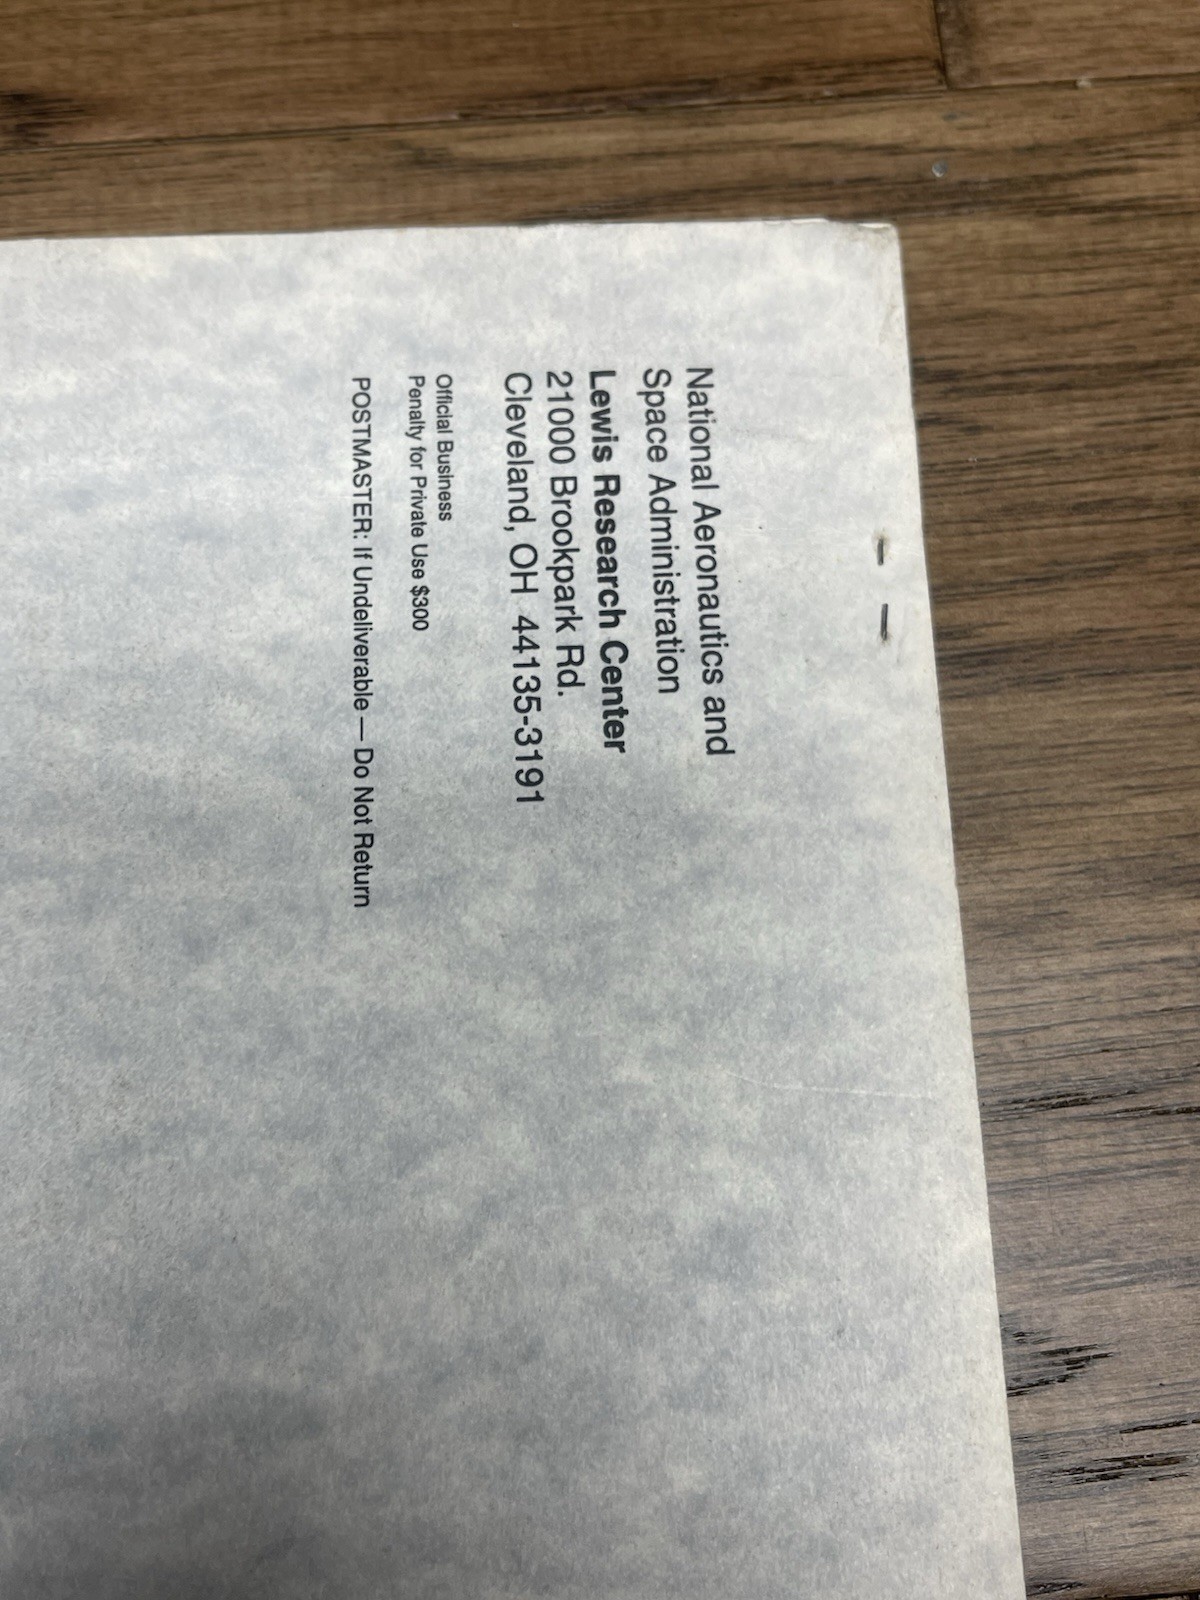 National Aeronautics and
Space Administration
Lewis Research Center
21000 Brookpark Rd.
Cleveland, OH 44135-3191
Official Business
Penalty for Private Use $300
POSTMASTER: If Undeliverable — Do Not Return